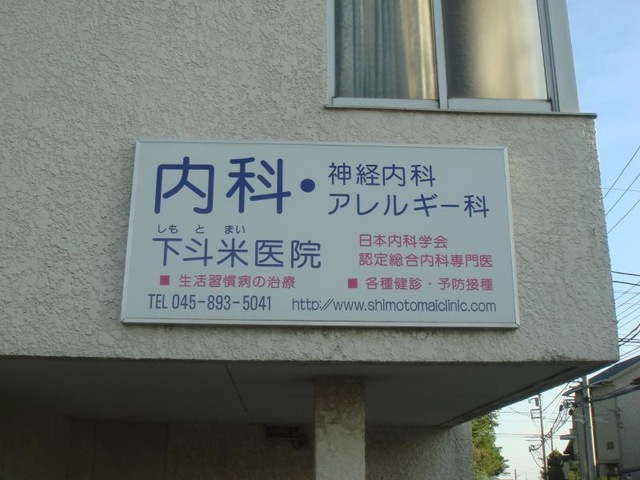 内科・神経内科
アレルギー科
しもとまい
下斗米医院
日本内科学会
認定総合内科専門医
■ 生活習慣病の治療
■ 各種健診・予防接種
TEL 045-893-5041
http://www.shimotomaiclinic.com